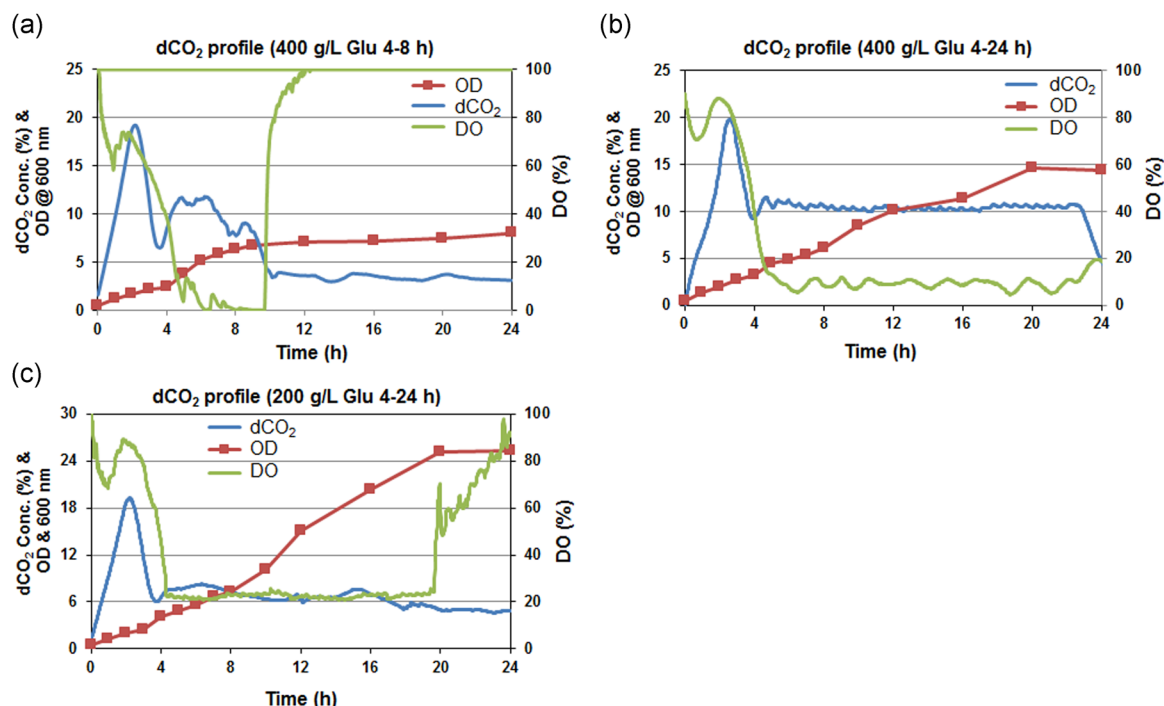 (a)
dCO₂ profile (400 g/L Glu 4-8 h)
25
20
15
10
5
0
dCO₂ Conc. (%) &
OD @ 600 nm
OD
dCO₂
DO
100
80
60
40
20
0
DO (%)
0 4 8 12 16 20 24
Time (h)
(b)
dCO₂ profile (400 g/L Glu 4-24 h)
25
20
15
10
5
0
dCO₂ Conc. (%) &
OD @ 600 nm
dCO₂
OD
DO
100
80
60
40
20
0
DO (%)
0 4 8 12 16 20 24
Time (h)
(c)
dCO₂ profile (200 g/L Glu 4-24 h)
30
24
18
12
6
0
dCO₂ Conc. (%) &
OD & 600 nm
dCO₂
OD
DO
100
80
60
40
20
0
DO (%)
0 4 8 12 16 20 24
Time (h)